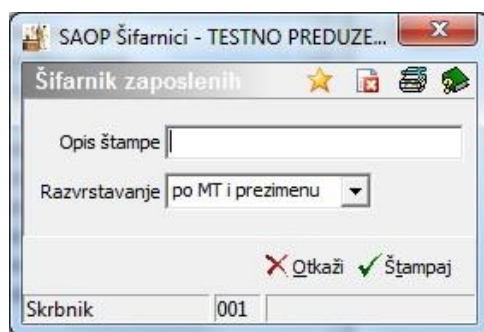 SAOP Šifarnici - TESTNO PREDUZE...
Šifarnik zaposlenih
Opis štampe
Razvrstavanje po MT i prezimenu
Otkaži Štampaj
Skrbnik 001